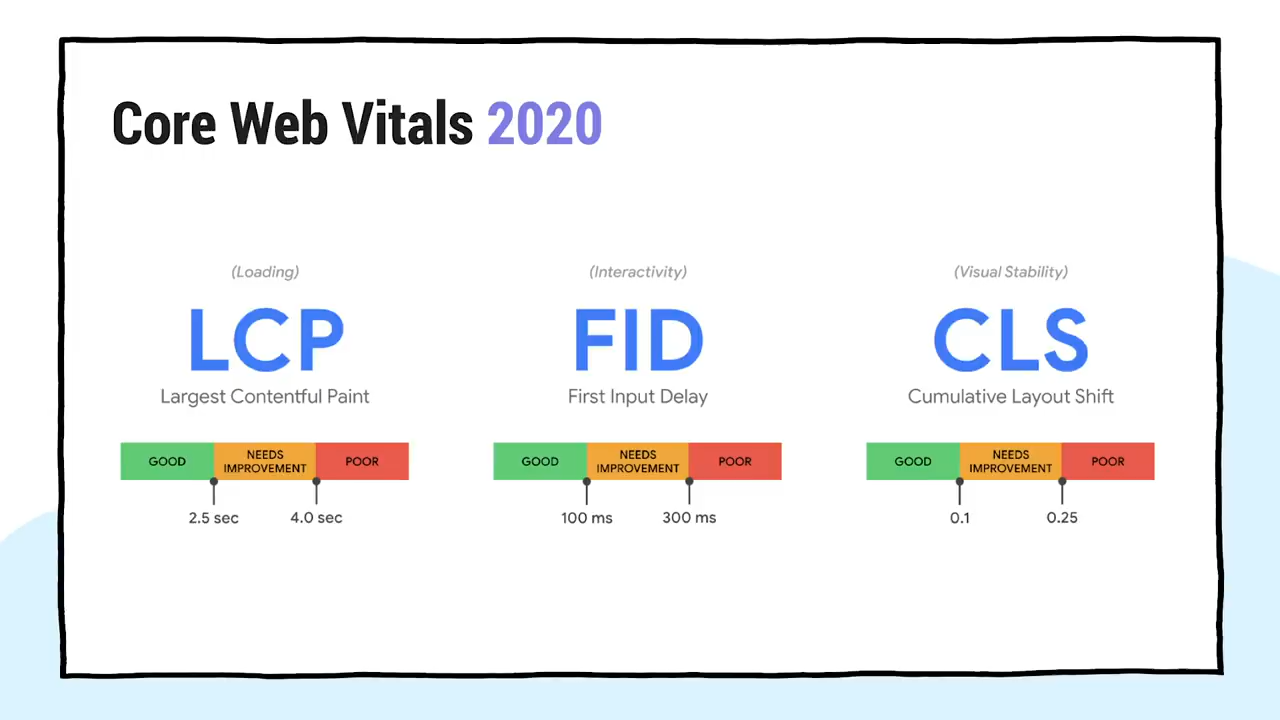 Core Web Vitals 2020
(Loading)
LCP
Largest Contentful Paint
GOOD
NEEDS
IMPROVEMENT
POOR
2.5 sec
4.0 sec
(Interactivity)
FID
First Input Delay
GOOD
NEEDS
IMPROVEMENT
POOR
100 ms
300 ms
(Visual Stability)
CLS
Cumulative Layout Shift
GOOD
NEEDS
IMPROVEMENT
POOR
0.1
0.25